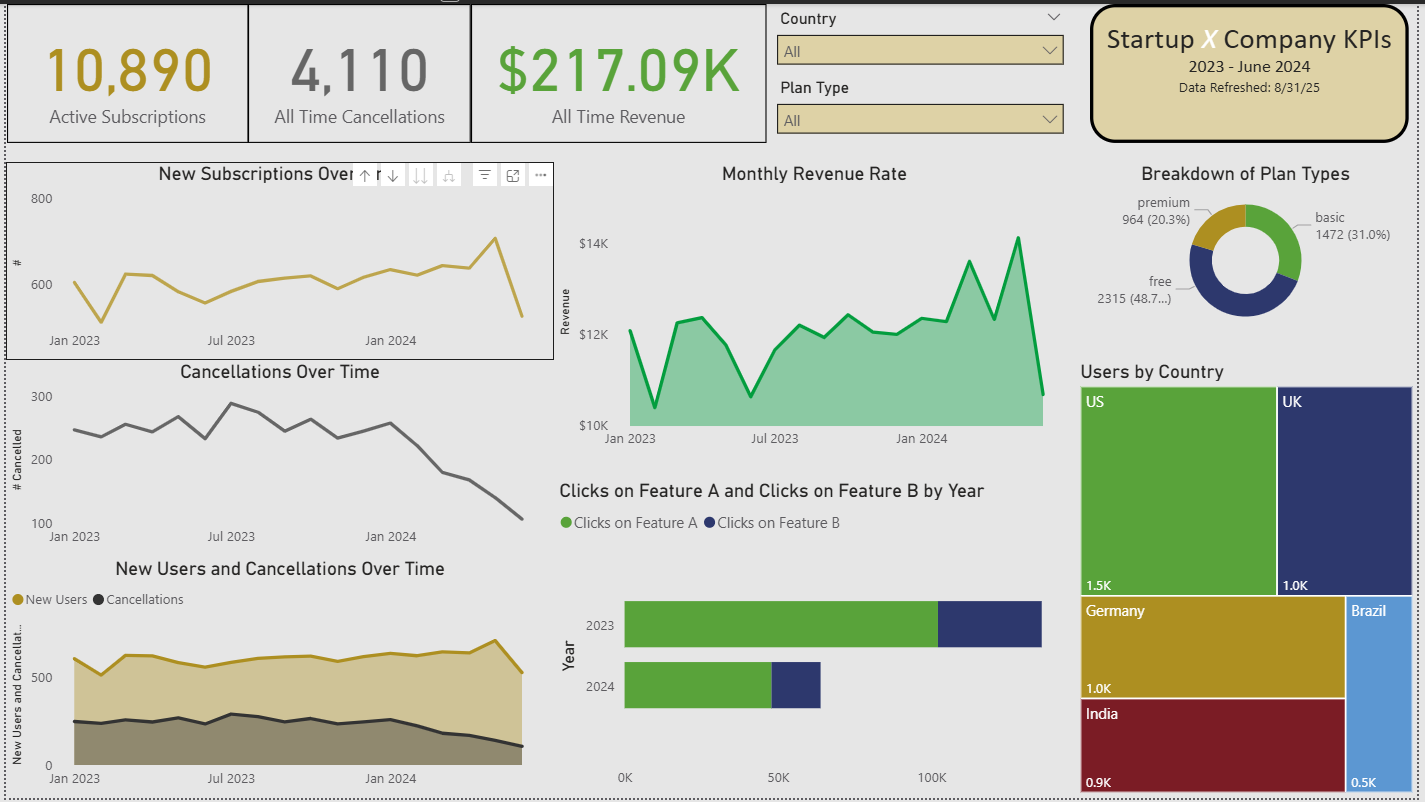 10,890
Active Subscriptions
4,110
All Time Cancellations
$217.09K
All Time Revenue
Country
All
Plan Type
All
Startup X Company KPIs
2023 - June 2024
Data Refreshed: 8/31/25
New Subscriptions Over
800
#
600
Jan 2023 Jul 2023 Jan 2024
Cancellations Over Time
300
# Cancelled
200
100
Jan 2023 Jul 2023 Jan 2024
New Users and Cancellations Over Time
New Users Cancellations
New Users and Cancellat...
500
0
Jan 2023 Jul 2023 Jan 2024
Monthly Revenue Rate
$14K
Revenue
$12K
$10K
Jan 2023 Jul 2023 Jan 2024
Clicks on Feature A and Clicks on Feature B by Year
Clicks on Feature A Clicks on Feature B
Year
2023
2024
0K 50K 100K
Breakdown of Plan Types
premium
964 (20.3%)
basic
1472 (31.0%)
free
2315 (48.7...)
Users by Country
US
1.5K
UK
1.0K
Germany
1.0K
India
0.9K
Brazil
0.5K